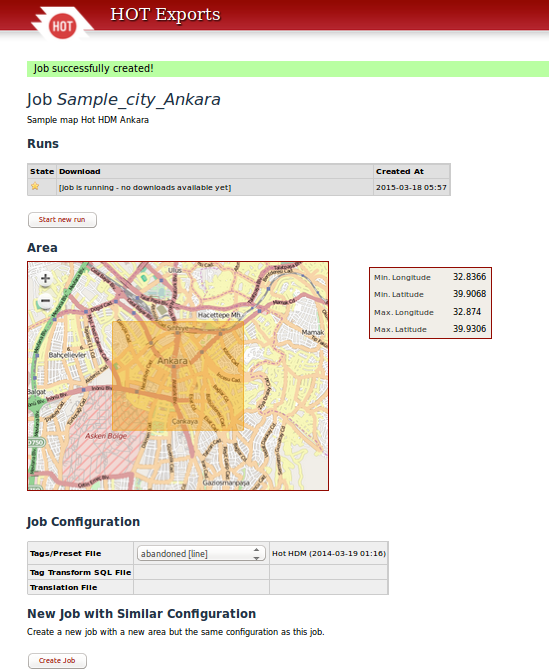 HOT
HOT Exports
Job successfully created!
Job Sample_city_Ankara
Sample map Hot HDM Ankara
Runs
State Download Created At
[job is running - no downloads available yet] 2015-03-18 05:57
Start new run
Area
+
−
Ulus
Hacettepe Mh.
Sıhhiye
Mamak
Bahçelievler
Ankara
Balgat
İnönü Blv.
Çankaya
Askeri Bölge
D750
Gaziosmanpaşa
Min. Longitude 32.8366
Min. Latitude 39.9068
Max. Longitude 32.874
Max. Latitude 39.9306
Job Configuration
Tags/Preset File abandoned [line] Hot HDM (2014-03-19 01:16)
Tag Transform SQL File
Translation File
New Job with Similar Configuration
Create a new job with a new area but the same configuration as this job.
Create Job